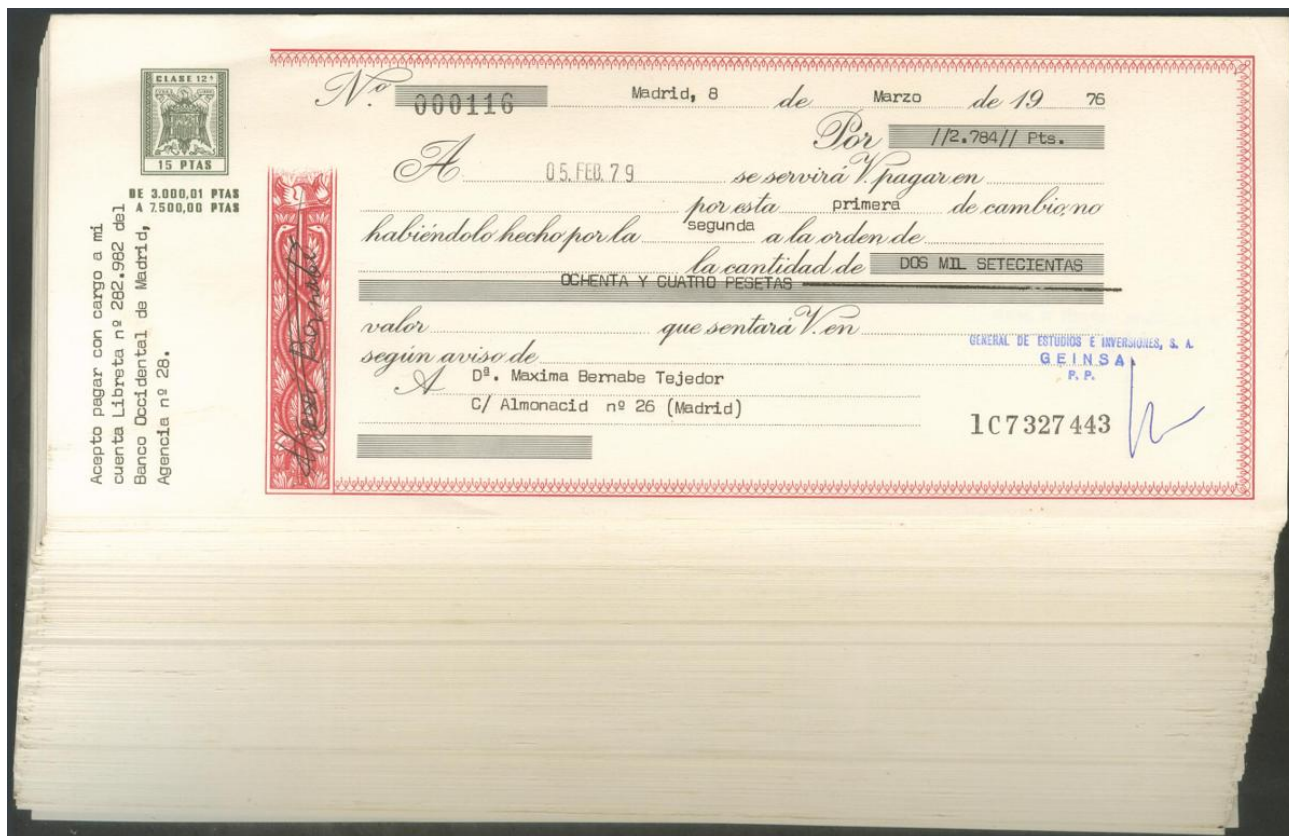 CLASE 12ª
15 PTAS
DE 3.000,01 PTAS
A 7.500,00 PTAS
Acepto pagar con cargo a mi
cuenta Libreta nº 282.982 del
Banco Occidental de Madrid,
Agencia nº 28.
Nº 000116 Madrid, 8 de Marzo de 19 76
Por //2.784// Pts.
A 05. FEB. 79 se servirá V. pagar en
por esta primera de cambio, no
habiéndolo hecho por la segunda a la orden de
la cantidad de DOS MIL SETECIENTAS
OCHENTA Y CUATRO PESETAS
valor que sentará V. en
según aviso de
GENERAL DE ESTUDIOS E INVERSIONES, S. A.
GEINSA
P. P.
A Dª. Maxima Bernabe Tejedor
C/ Almonacid nº 26 (Madrid)
1C7327443